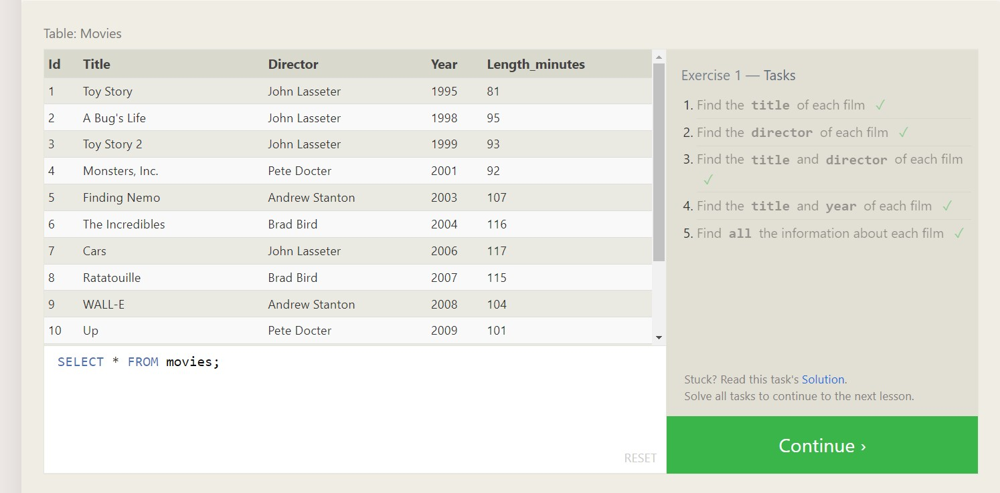 Table: Movies
Id Title Director Year Length_minutes
1 Toy Story John Lasseter 1995 81
2 A Bug's Life John Lasseter 1998 95
3 Toy Story 2 John Lasseter 1999 93
4 Monsters, Inc. Pete Docter 2001 92
5 Finding Nemo Andrew Stanton 2003 107
6 The Incredibles Brad Bird 2004 116
7 Cars John Lasseter 2006 117
8 Ratatouille Brad Bird 2007 115
9 WALL-E Andrew Stanton 2008 104
10 Up Pete Docter 2009 101
SELECT * FROM movies;
RESET
Exercise 1 — Tasks
1. Find the title of each film ✓
2. Find the director of each film ✓
3. Find the title and director of each film
✓
4. Find the title and year of each film ✓
5. Find all the information about each film ✓
Stuck? Read this task's Solution.
Solve all tasks to continue to the next lesson.
Continue ›